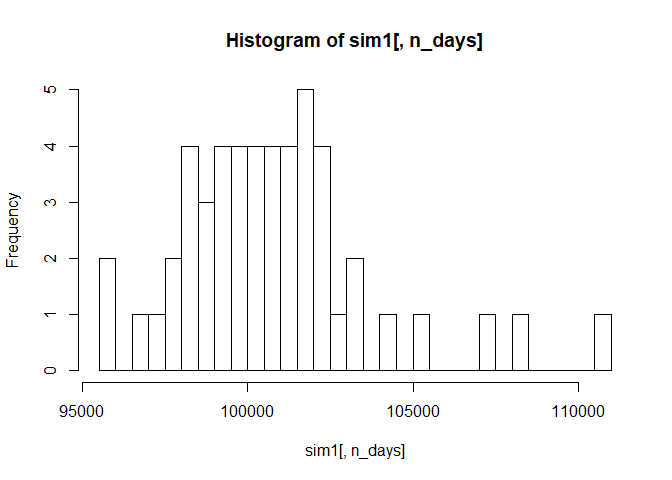 Histogram of sim1[, n_days]
Frequency
5
4
3
2
1
0
95000 100000 105000 110000
sim1[, n_days]